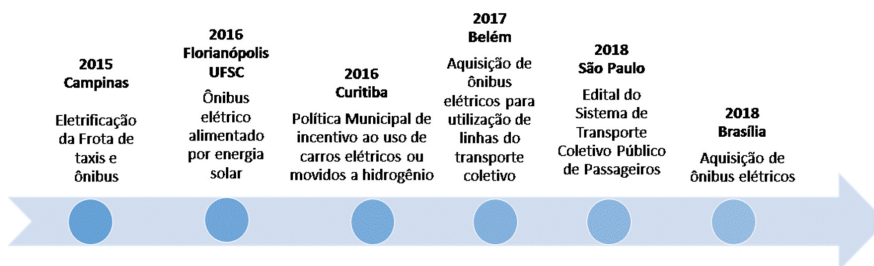 2015
Campinas
Eletrificação
da Frota de
taxis e
ônibus
2016
Florianópolis
UFSC
Ônibus
elétrico
alimentado
por energia
solar
2016
Curitiba
Política Municipal de
incentivo ao uso de
carros elétricos ou
movidos a hidrogênio
2017
Belém
Aquisição de
ônibus
elétricos para
utilização de
linhas do
transporte
coletivo
2018
São Paulo
Edital do
Sistema de
Transporte
Coletivo Público
de Passageiros
2018
Brasília
Aquisição de
ônibus elétricos